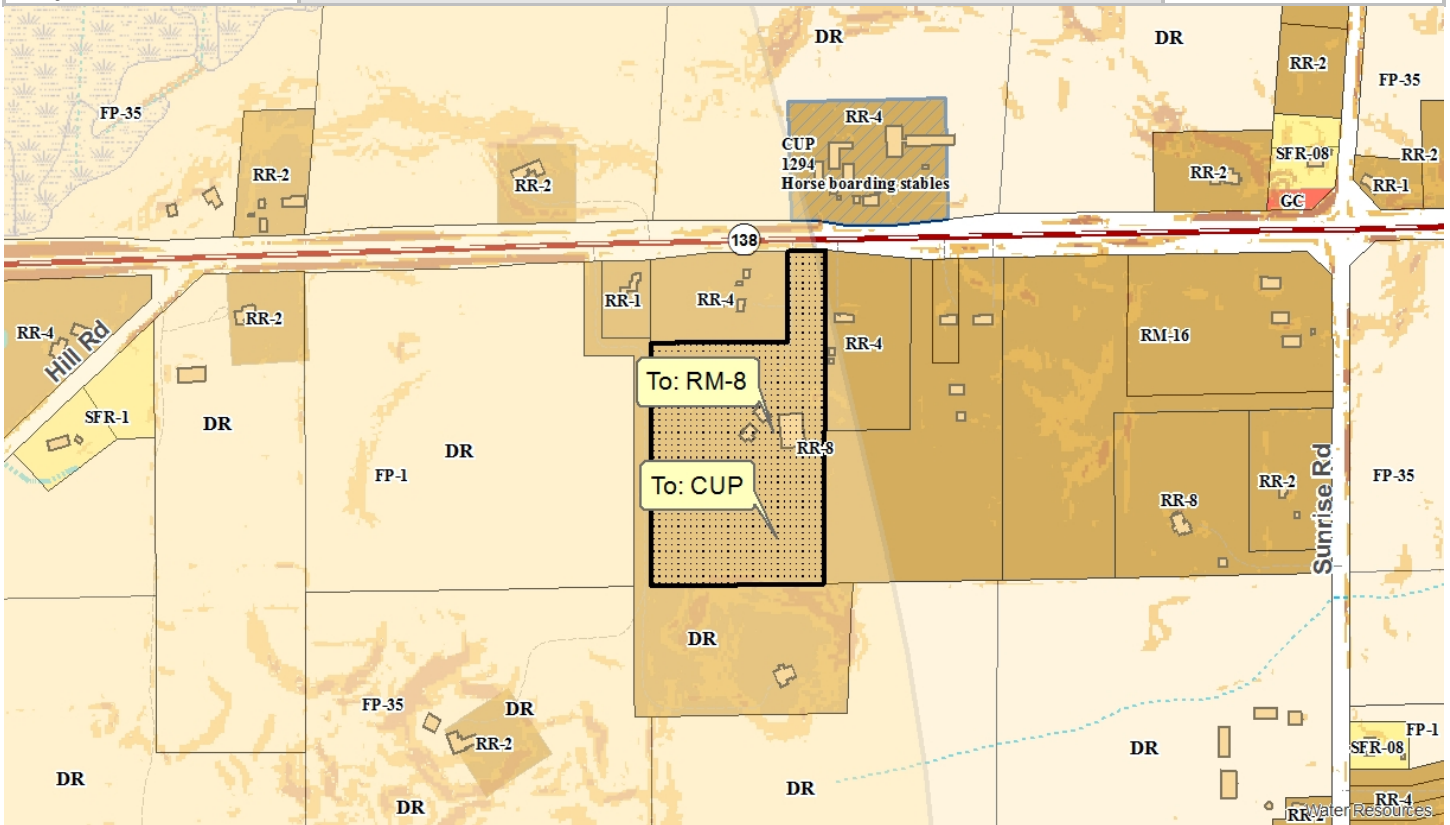 DR
DR
RR-2
FP-35
FP-35
RR-4
CUP
1294
Horse boarding stables
SFR-08
RR-2
RR-2
RR-2
RR-2
RR-1
GC
138
RR-1
RR-4
RR-2
RR-4
Hill Rd
RR-4
RM-16
To: RM-8
SFR-1
DR
DR
RR-8
FP-1
To: CUP
FP-35
RR-2
RR-8
Sunrise Rd
DR
FP-35
DR
RR-2
FP-1
SFR-08
DR
DR
DR
DR
RR-4
RR-2
Water Resources